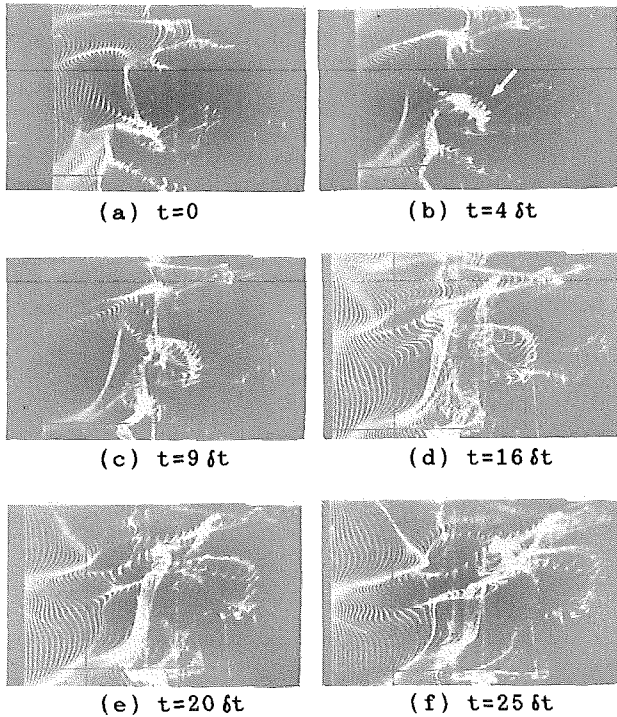 (a) t=0
(b) t=4 δt
(c) t=9 δt
(d) t=16 δt
(e) t=20 δt
(f) t=25 δt